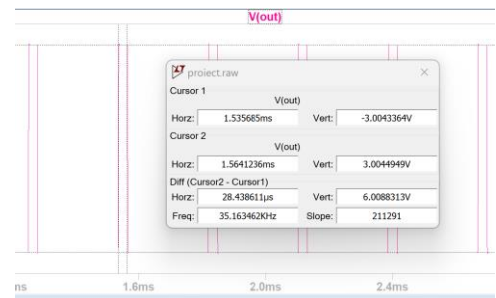 V(out)
proiect.raw
Cursor 1
V(out)
Horz: 1.535685ms Vert: -3.0043364V
Cursor 2
V(out)
Horz: 1.5641236ms Vert: 3.0044949V
Diff (Cursor2 - Cursor1)
Horz: 28.438611µs Vert: 6.0088313V
Freq: 35.163462KHz Slope: 211291
ms 1.6ms 2.0ms 2.4ms